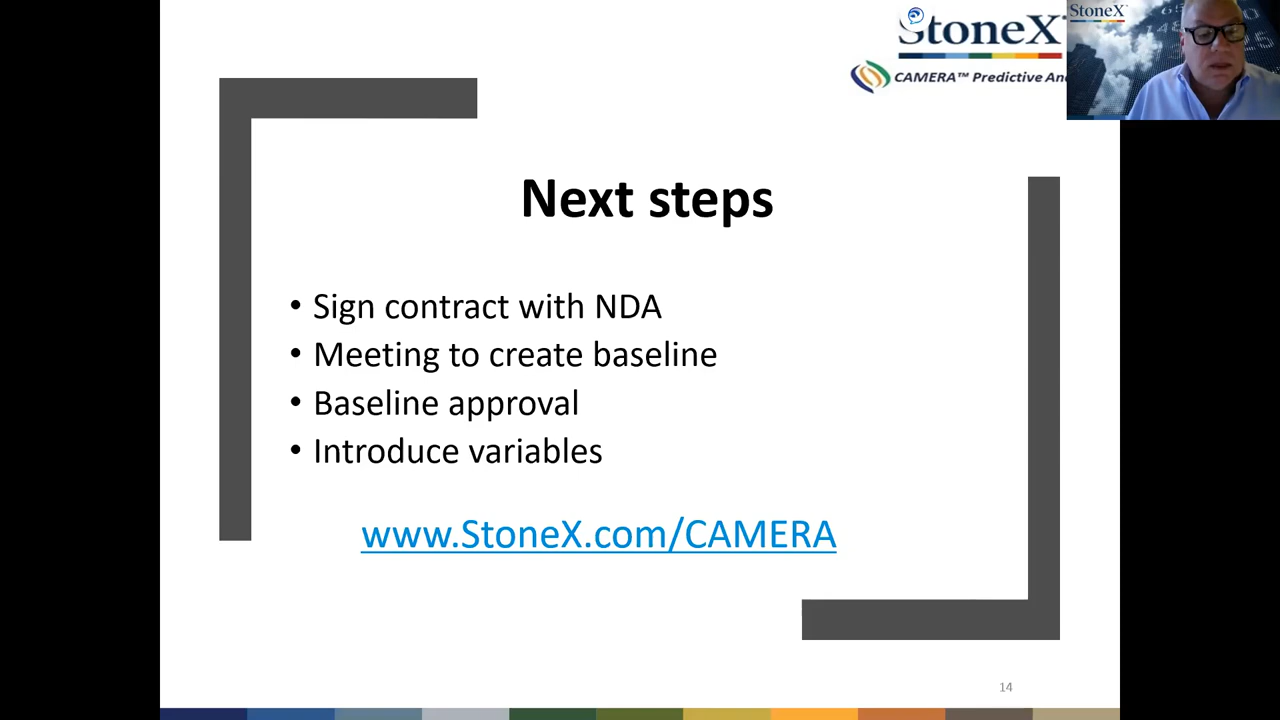 StoneX
StoneX
CAMERA™ Predictive
Next steps
• Sign contract with NDA
• Meeting to create baseline
• Baseline approval
• Introduce variables
www.StoneX.com/CAMERA
14